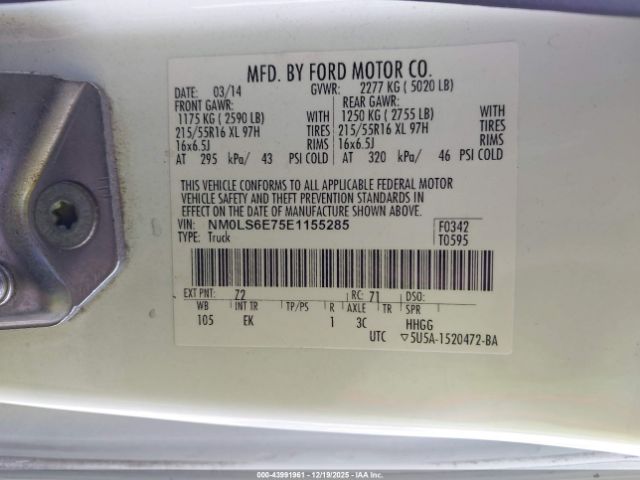 MFD. BY FORD MOTOR CO.
DATE: 03/14 GVWR: 2277 KG ( 5020 LB)
FRONT GAWR: REAR GAWR:
1175 KG ( 2590 LB) WITH 1250 KG ( 2755 LB) WITH
215/55R16 XL 97H TIRES 215/55R16 XL 97H TIRES
16x6.5J RIMS 16x6.5J RIMS
AT 295 kPa/ 43 PSI COLD AT 320 kPa/ 46 PSI COLD
THIS VEHICLE CONFORMS TO ALL APPLICABLE FEDERAL MOTOR
VEHICLE SAFETY AND THEFT PREVENTION STANDARDS IN
EFFECT ON THE DATE OF MANUFACTURE SHOWN ABOVE.
VIN: NM0LS6E75E1155285 F0342
TYPE: Truck T0595
EXT PNT: Z2 RC: 71 DSO:
WB INT TR TP/PS R AXLE TR SPR
105 EK 1 3C HHGG
UTC ▽5U5A-1520472-BA
000-43991961 - 12/19/2025 - IAAI.CA